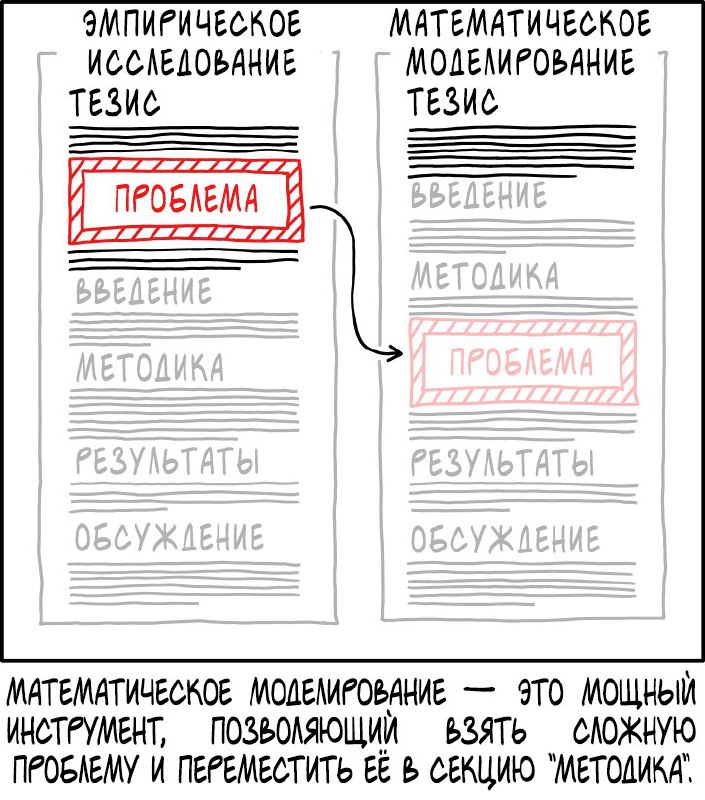 ЭМПИРИЧЕСКОЕ
ИССЛЕДОВАНИЕ
ТЕЗИС
ПРОБЛЕМА
ВВЕДЕНИЕ
МЕТОДИКА
РЕЗУЛЬТАТЫ
ОБСУЖДЕНИЕ
МАТЕМАТИЧЕСКОЕ
МОДЕЛИРОВАНИЕ
ТЕЗИС
ВВЕДЕНИЕ
МЕТОДИКА
ПРОБЛЕМА
РЕЗУЛЬТАТЫ
ОБСУЖДЕНИЕ
МАТЕМАТИЧЕСКОЕ МОДЕЛИРОВАНИЕ — ЭТО МОЩНЫЙ
ИНСТРУМЕНТ, ПОЗВОЛЯЮЩИЙ ВЗЯТЬ СЛОЖНУЮ
ПРОБЛЕМУ И ПЕРЕМЕСТИТЬ ЕЁ В СЕКЦИЮ "МЕТОДИКА".